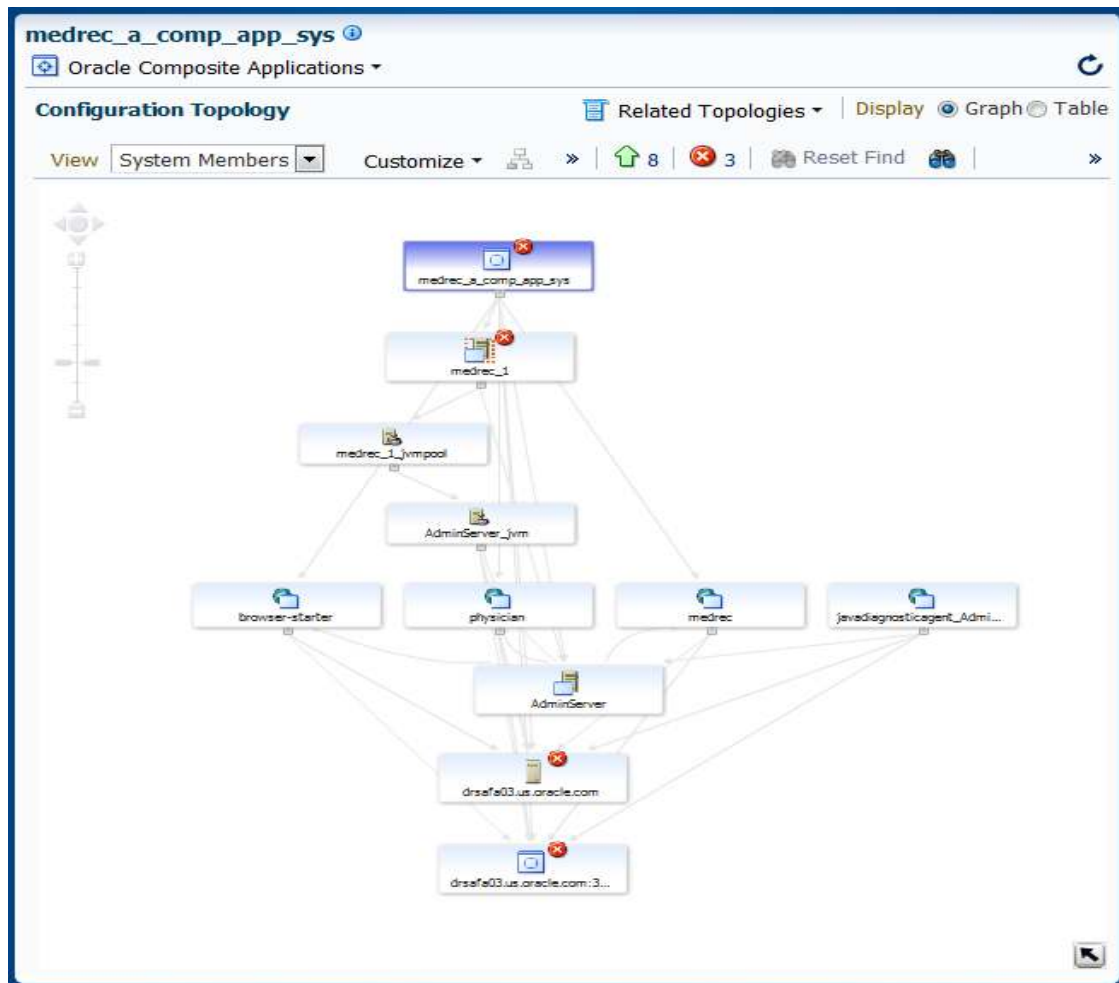 medrec_a_comp_app_sys
Oracle Composite Applications
Configuration Topology
Related Topologies
Display
Graph
Table
View
System Members
Customize
»
8
3
Reset Find
»
medrec_a_comp_app_sys
medrec_1
medrec_1_jvmpool
AdminServer_jvm
browser-starter
physician
medrec
javadiagnosticagent_Admi...
AdminServer
drsafa03.us.oracle.com
drsafa03.us.oracle.com:3...